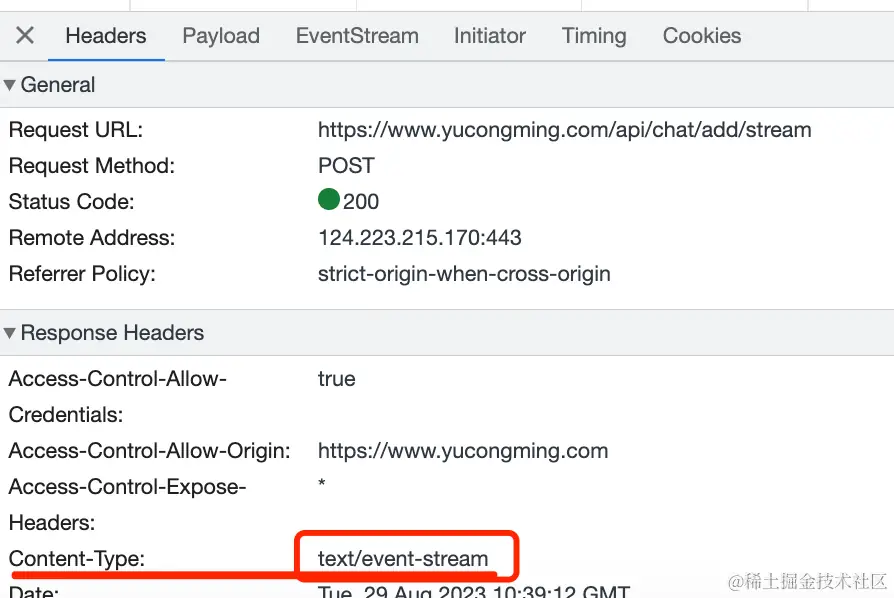 Headers Payload EventStream Initiator Timing Cookies
General
Request URL: https://www.yucongming.com/api/chat/add/stream
Request Method: POST
Status Code: 200
Remote Address: 124.223.215.170:443
Referrer Policy: strict-origin-when-cross-origin
Response Headers
Access-Control-Allow- true
Credentials:
Access-Control-Allow-Origin: https://www.yucongming.com
Access-Control-Expose- *
Headers:
Content-Type: text/event-stream
Date: Tue, 29 Aug 2023 10:39:12 GMT
@稀土掘金技术社区